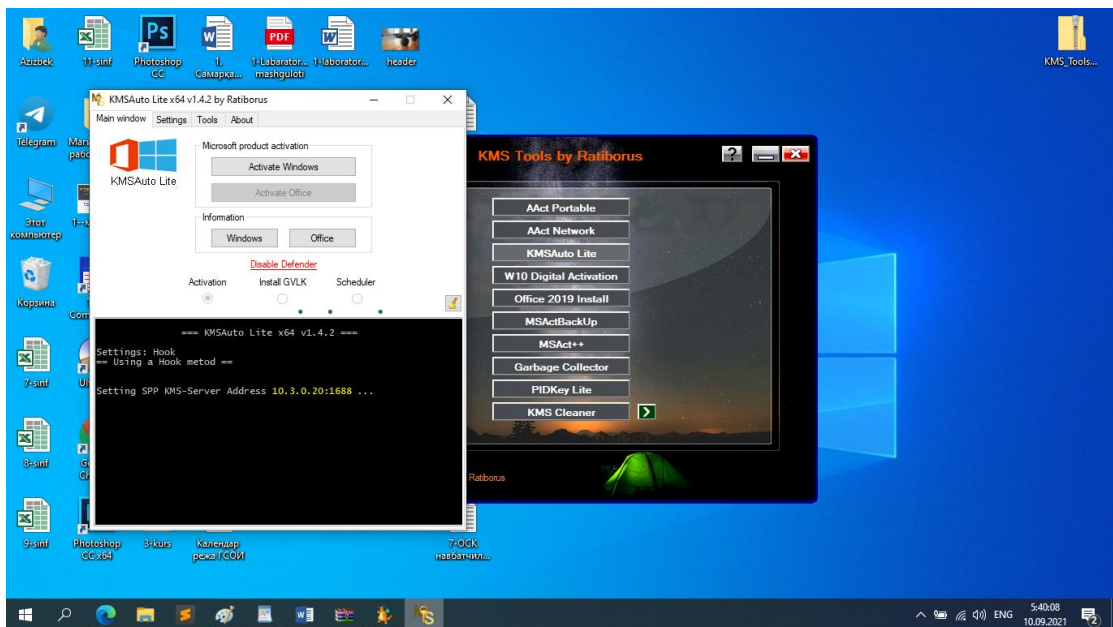 Azizbek
11-sinf
Photoshop CC
1. Самарка...
1-Labarator... mashguloti
1-laborator...
header
KMS_Tools...
Ps
PDF
KMSAuto Lite x64 v1.4.2 by Ratiborus
Main window Settings Tools About
Telegram
Microsoft product activation
Activate Windows
KMSAuto Lite
Activate Office
Information
Windows Office
Disable Defender
Activation Install GVLK Scheduler
=== KMSAuto Lite x64 v1.4.2 ===
Settings: Hook
== Using a Hook metod ==
Setting SPP KMS-Server Address 10.3.0.20:1688 ...
KMS Tools by Ratiborus
?
AAct Portable
AAct Network
KMSAuto Lite
W10 Digital Activation
Office 2019 Install
MSActBackUp
MSAct++
Garbage Collector
PIDKey Lite
KMS Cleaner
Ratiborus
Этот компьютер
Корзина
7-sinf
8-sinf
9-sinf
Photoshop CC x64
3-kurs
Календар режа ГСОЙ
7-ОСК навбатчил...
ENG
5:40:08
10.09.2021
2